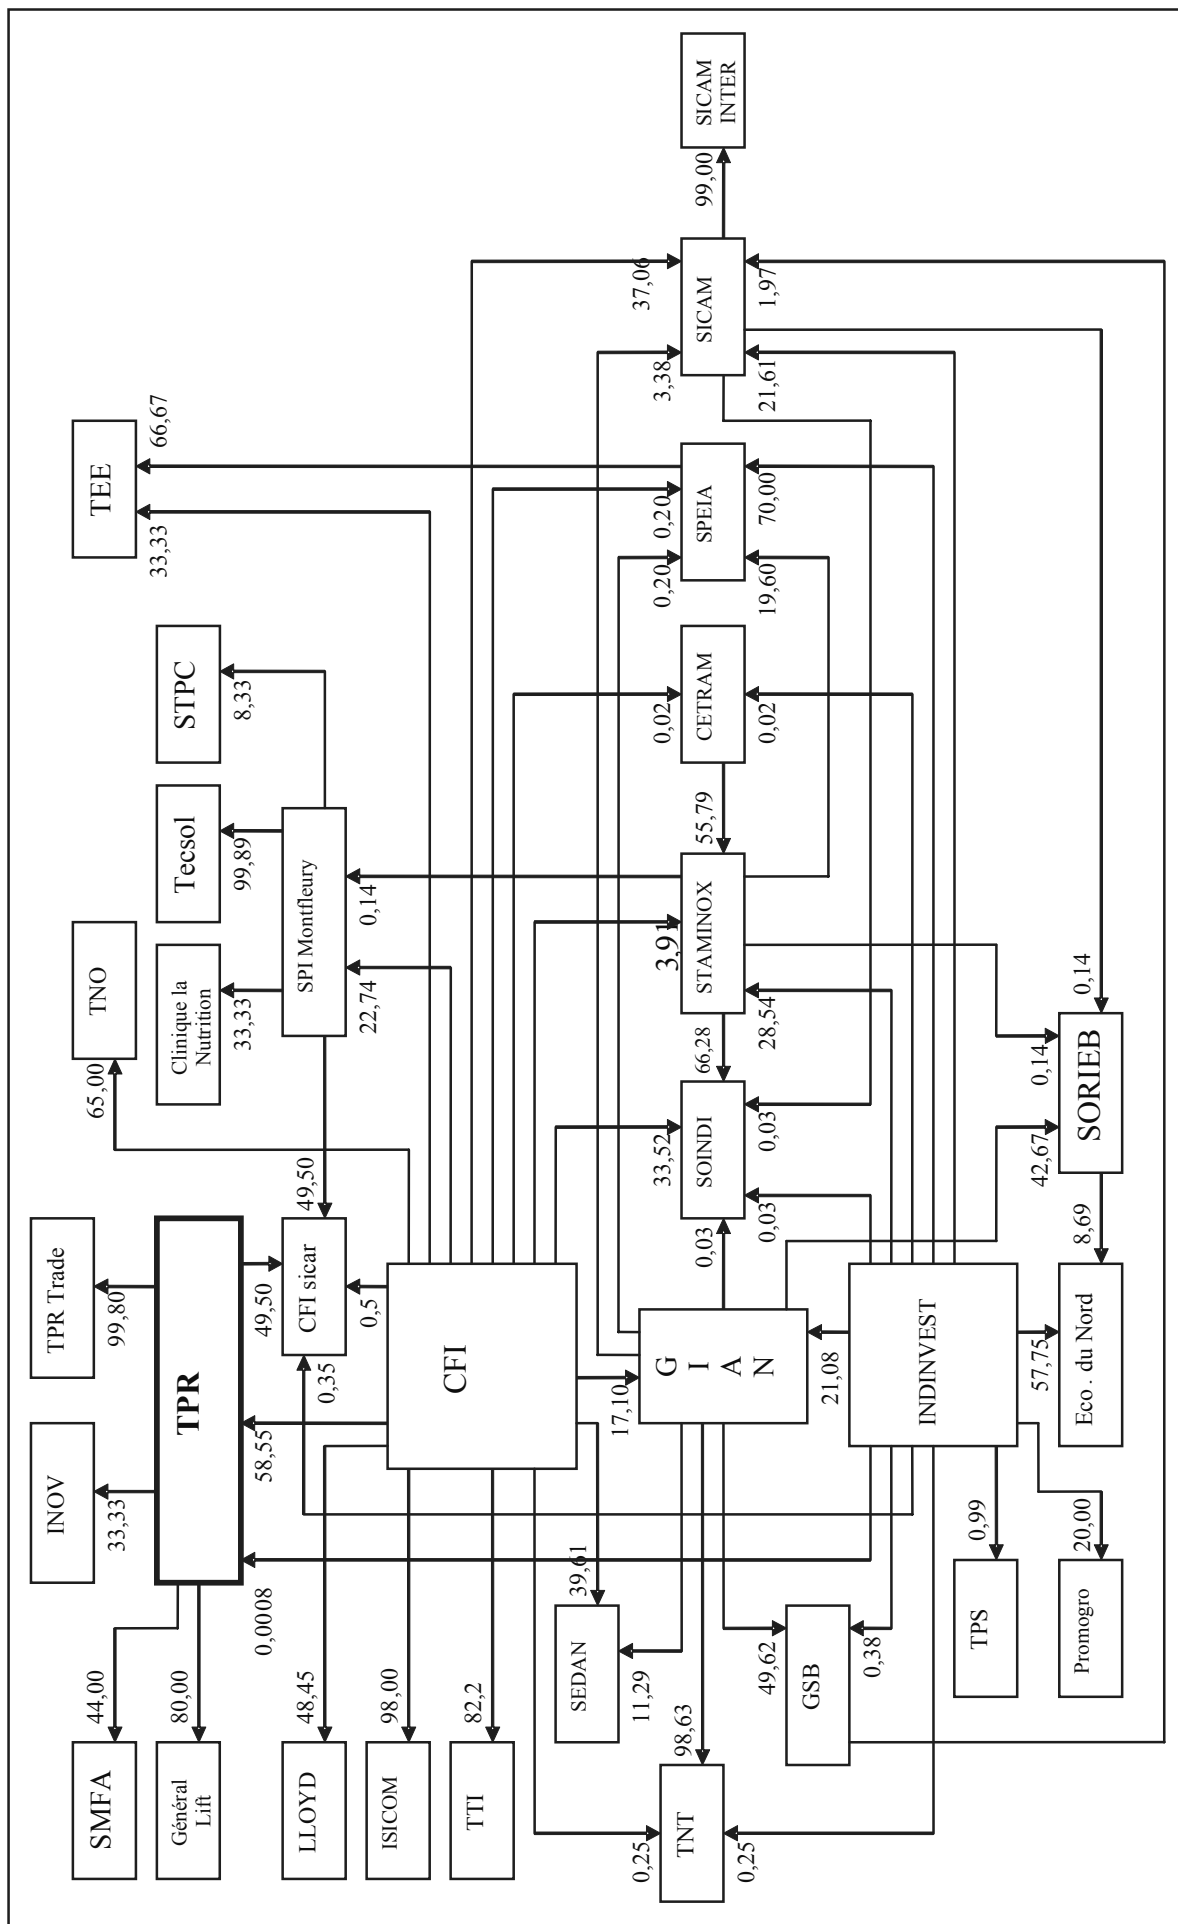 SMFA
44,00
Général
Lift
80,00
INOV
33,33
TPR
TPR Trade
99,80
TNO
65,00
Clinique la
Nutrition
33,33
Tecsol
99,89
STPC
8,33
TEE
33,33
66,67
0,0008
58,55
49,50
49,50
CFI sicar
0,35
0,5
SPI Montfleury
22,74
0,14
LLOYD
48,45
ISICOM
98,00
TTI
82,2
CFI
SEDAN
39,61
11,29
17,10
TNT
98,63
0,25
0,25
GSB
49,62
0,38
G
I
A
N
21,08
SOINDI
33,52
0,03
0,03
0,03
66,28
STAMINOX
3,91
28,54
55,79
CETRAM
0,02
0,02
SPEIA
0,20
0,20
19,60
70,00
SICAM
3,38
37,06
21,61
1,97
99,00
SICAM
INTER
INDINVEST
TPS
0,99
Promogro
20,00
Eco . du Nord
57,75
8,69
SORIEB
42,67
0,14
0,14